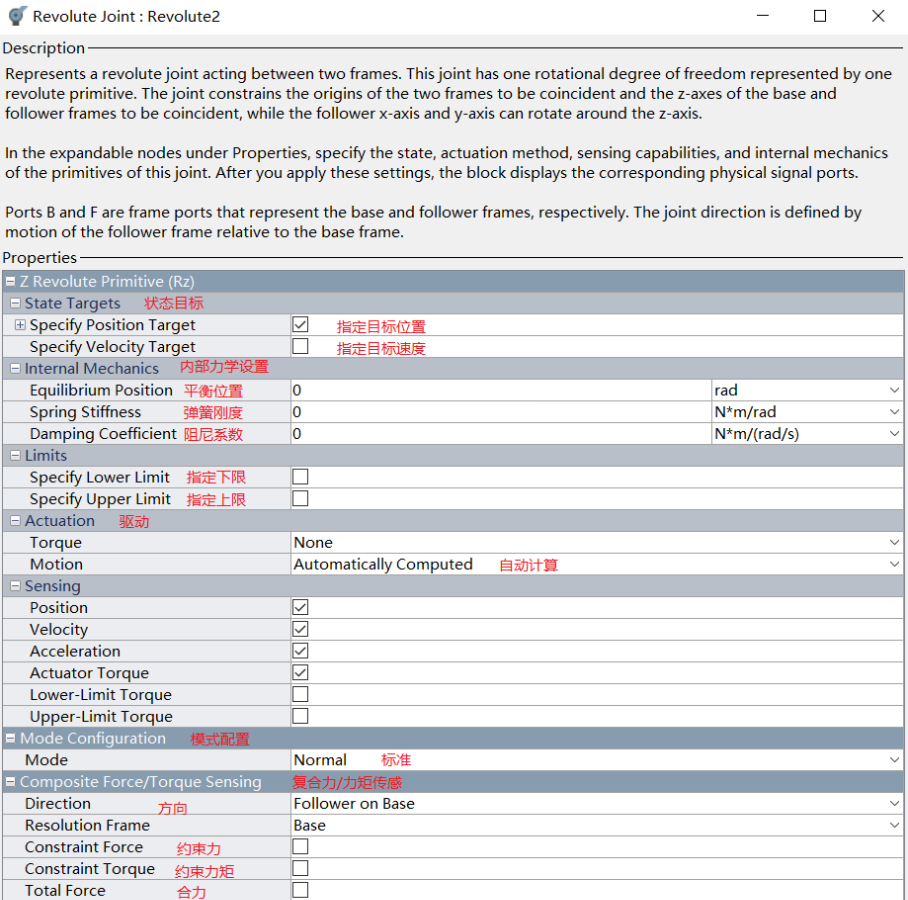 Revolute Joint : Revolute2
Description
Represents a revolute joint acting between two frames. This joint has one rotational degree of freedom represented by one
revolute primitive. The joint constrains the origins of the two frames to be coincident and the z-axes of the base and
follower frames to be coincident, while the follower x-axis and y-axis can rotate around the z-axis.
In the expandable nodes under Properties, specify the state, actuation method, sensing capabilities, and internal mechanics
of the primitives of this joint. After you apply these settings, the block displays the corresponding physical signal ports.
Ports B and F are frame ports that represent the base and follower frames, respectively. The joint direction is defined by
motion of the follower frame relative to the base frame.
Properties
Z Revolute Primitive (Rz)
State Targets 状态目标
Specify Position Target 指定目标位置
Specify Velocity Target 指定目标速度
Internal Mechanics 内部力学设置
Equilibrium Position 平衡位置 0 rad
Spring Stiffness 弹簧刚度 0 N*m/rad
Damping Coefficient 阻尼系数 0 N*m/(rad/s)
Limits
Specify Lower Limit 指定下限
Specify Upper Limit 指定上限
Actuation 驱动
Torque None
Motion Automatically Computed 自动计算
Sensing
Position
Velocity
Acceleration
Actuator Torque
Lower-Limit Torque
Upper-Limit Torque
Mode Configuration 模式配置
Mode Normal 标准
Composite Force/Torque Sensing 复合力/力矩传感
Direction 方向 Follower on Base
Resolution Frame Base
Constraint Force 约束力
Constraint Torque 约束力矩
Total Force 合力